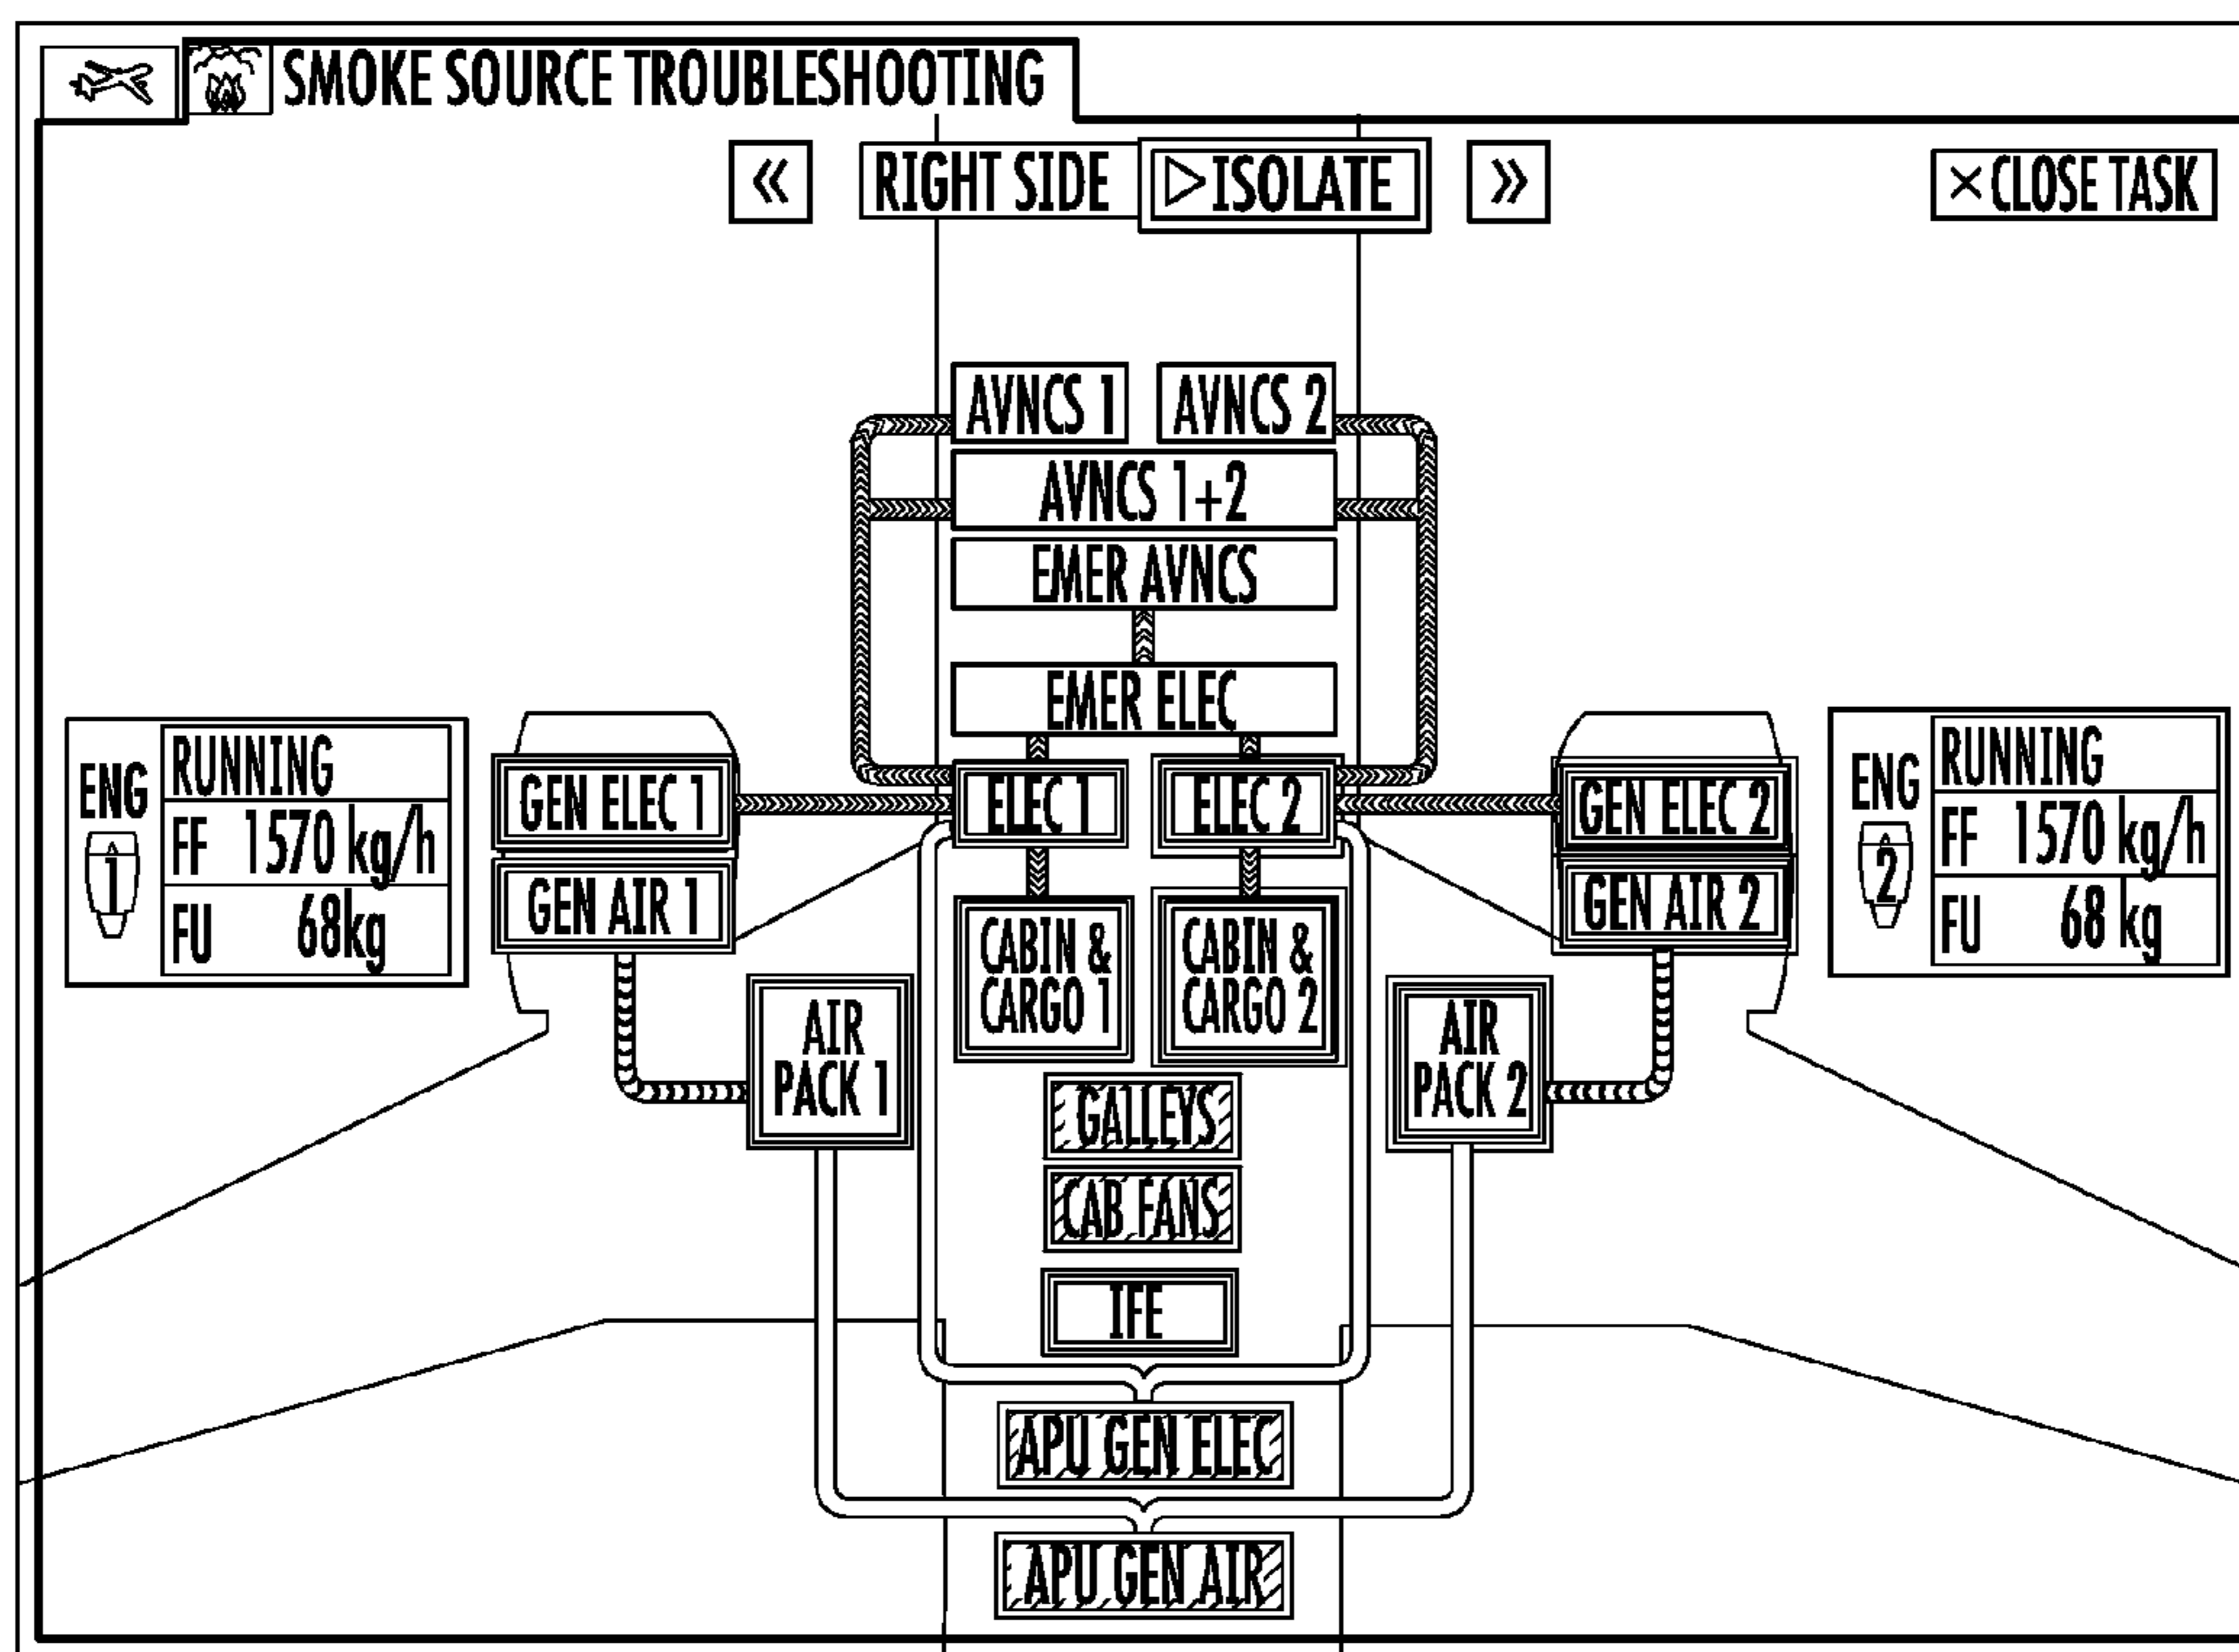 SMOKE SOURCE TROUBLESHOOTING
« RIGHT SIDE ▷ISOLATE » ×CLOSE TASK
AVNCS 1 AVNCS 2
AVNCS 1+2
EMER AVNCS
EMER ELEC
ENG 1
RUNNING
FF 1570 kg/h
FU 68kg
GEN ELEC 1
GEN AIR 1
ELEC 1 ELEC 2
GEN ELEC 2
GEN AIR 2
ENG 2
RUNNING
FF 1570 kg/h
FU 68 kg
AIR
PACK 1
CABIN &
CARGO 1
CABIN &
CARGO 2
AIR
PACK 2
GALLEYS
CAB FANS
IFE
APU GEN ELEC
APU GEN AIR